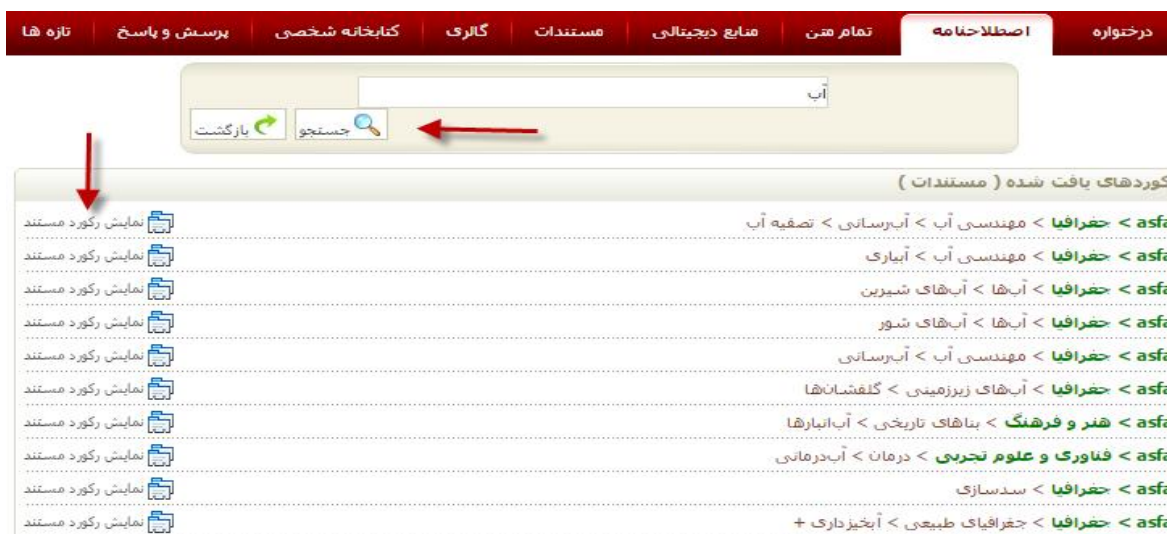 درختواره اصطلاحنامه تمام متن منابع دیجیتالی مستندات گالری کتابخانه شخصی پرسش و پاسخ تازه ها
آب
جستجو بازگشت
کوردهای یافت شده ( مستندات )
asfa > جغرافیا > مهندسی آب > آب‌رسانی > تصفیه آب نمایش رکورد مستند
asfa > جغرافیا > مهندسی آب > آبیاری نمایش رکورد مستند
asfa > جغرافیا > آب‌ها > آب‌های شیرین نمایش رکورد مستند
asfa > جغرافیا > آب‌ها > آب‌های شور نمایش رکورد مستند
asfa > جغرافیا > مهندسی آب > آب‌رسانی نمایش رکورد مستند
asfa > جغرافیا > آب‌های زیرزمینی > گلفشان‌ها نمایش رکورد مستند
asfa > هنر و فرهنگ > بناهای تاریخی > آب‌انبارها نمایش رکورد مستند
asfa > فناوری و علوم تجربی > درمان > آب‌درمانی نمایش رکورد مستند
asfa > جغرافیا > سدسازی نمایش رکورد مستند
asfa > جغرافیا > جغرافیای طبیعی > آبخیزداری + نمایش رکورد مستند